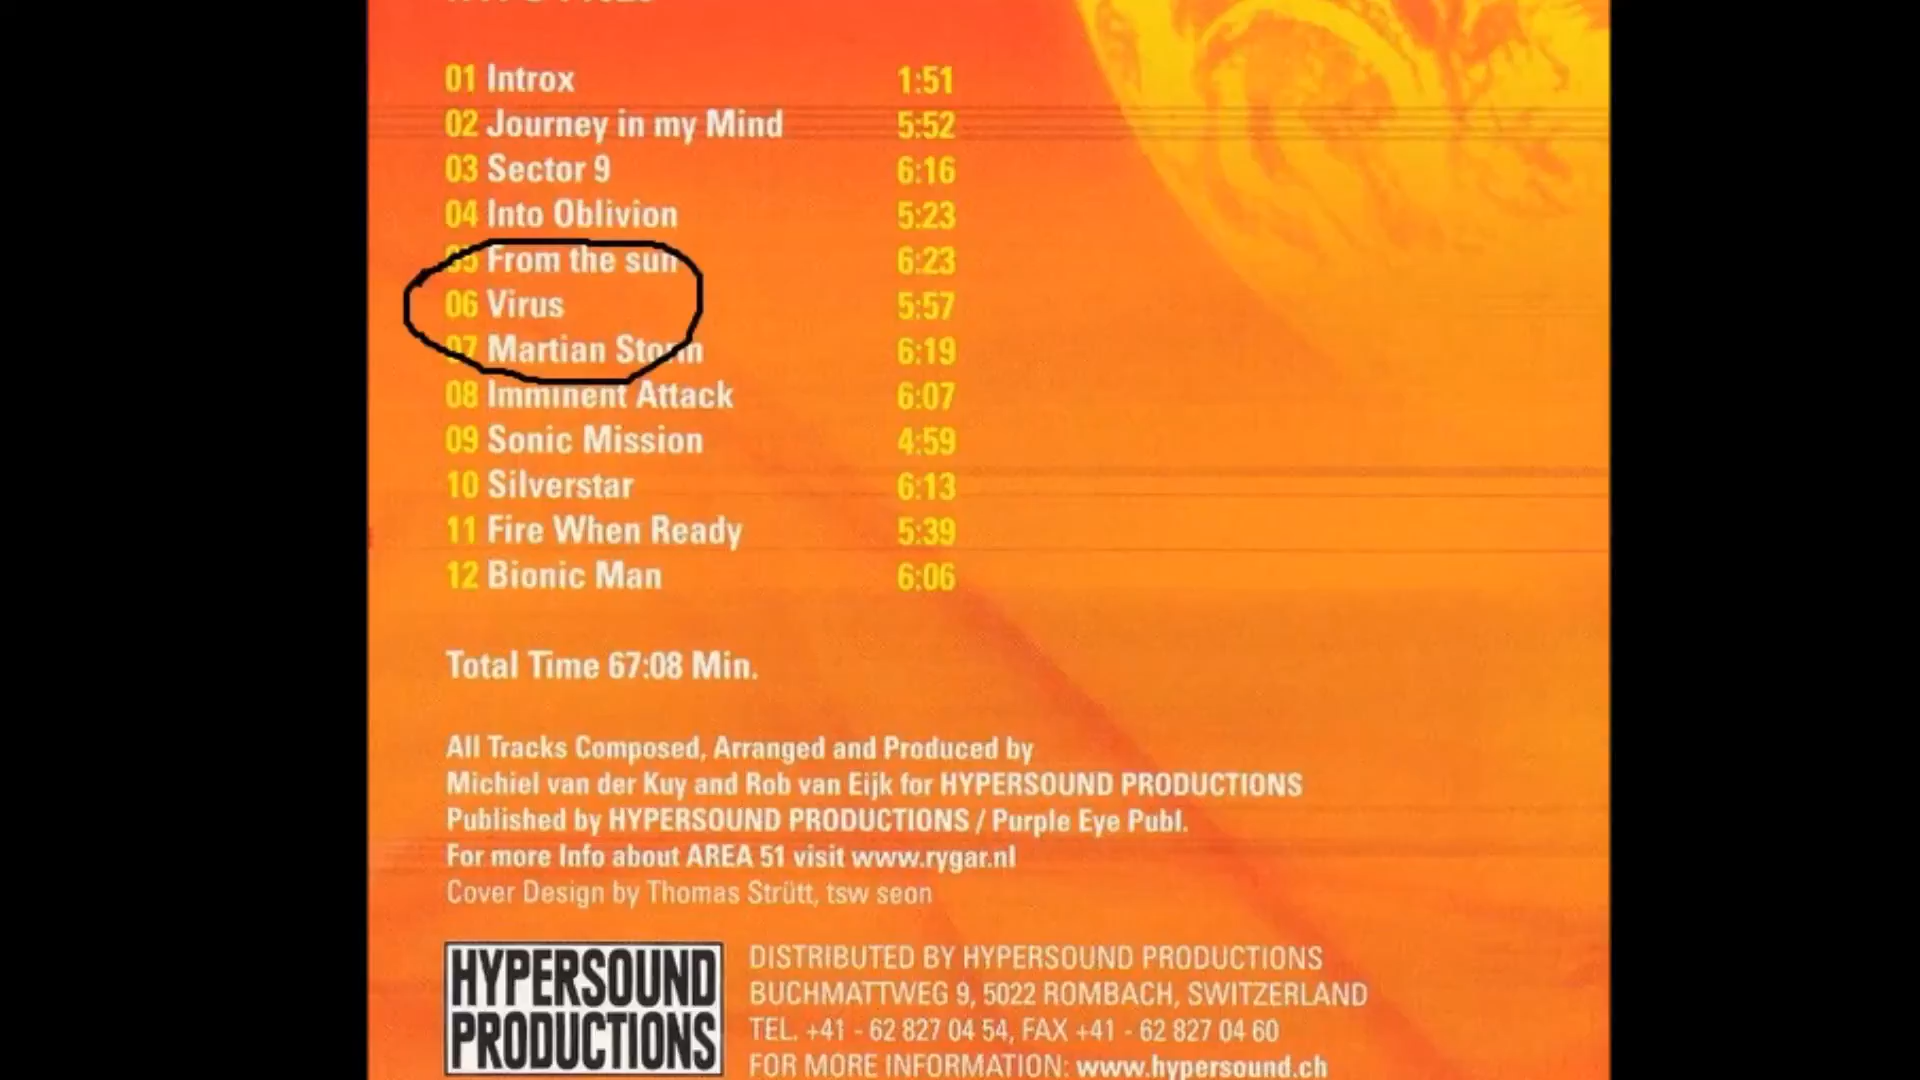 01 Introx 1:51
02 Journey in my Mind 5:52
03 Sector 9 6:16
04 Into Oblivion 5:23
05 From the sun 6:23
06 Virus 5:57
07 Martian Storm 6:19
08 Imminent Attack 6:07
09 Sonic Mission 4:59
10 Silverstar 6:13
11 Fire When Ready 5:39
12 Bionic Man 6:06
Total Time 67:08 Min.
All Tracks Composed, Arranged and Produced by
Michiel van der Kuy and Rob van Eijk for HYPERSOUND PRODUCTIONS
Published by HYPERSOUND PRODUCTIONS / Purple Eye Publ.
For more Info about AREA 51 visit www.rygar.nl
Cover Design by Thomas Strütt, tsw seon
HYPERSOUND
PRODUCTIONS
DISTRIBUTED BY HYPERSOUND PRODUCTIONS
BUCHMATTWEG 9, 5022 ROMBACH, SWITZERLAND
TEL. +41 - 62 827 04 54, FAX +41 - 62 827 04 60
FOR MORE INFORMATION: www.hypersound.ch